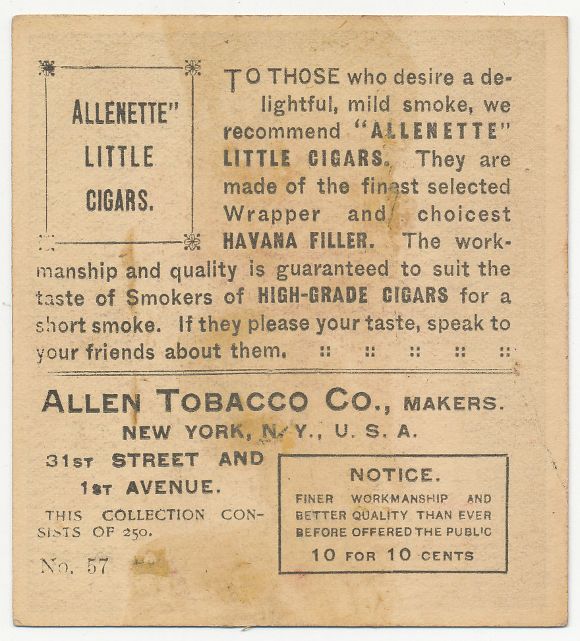 ALLENETTE"
LITTLE
CIGARS.
TO THOSE who desire a de-
lightful, mild smoke, we
recommend "ALLENETTE"
LITTLE CIGARS. They are
made of the finest selected
Wrapper and choicest
HAVANA FILLER. The work-
manship and quality is guaranteed to suit the
taste of Smokers of HIGH-GRADE CIGARS for a
short smoke. If they please your taste, speak to
your friends about them. :: :: :: :: ::
ALLEN TOBACCO CO., MAKERS.
NEW YORK, N. Y., U. S. A.
31ST STREET AND
1ST AVENUE.
THIS COLLECTION CON-
SISTS OF 250.
No. 57
NOTICE.
FINER WORKMANSHIP AND
BETTER QUALITY THAN EVER
BEFORE OFFERED THE PUBLIC
10 FOR 10 CENTS